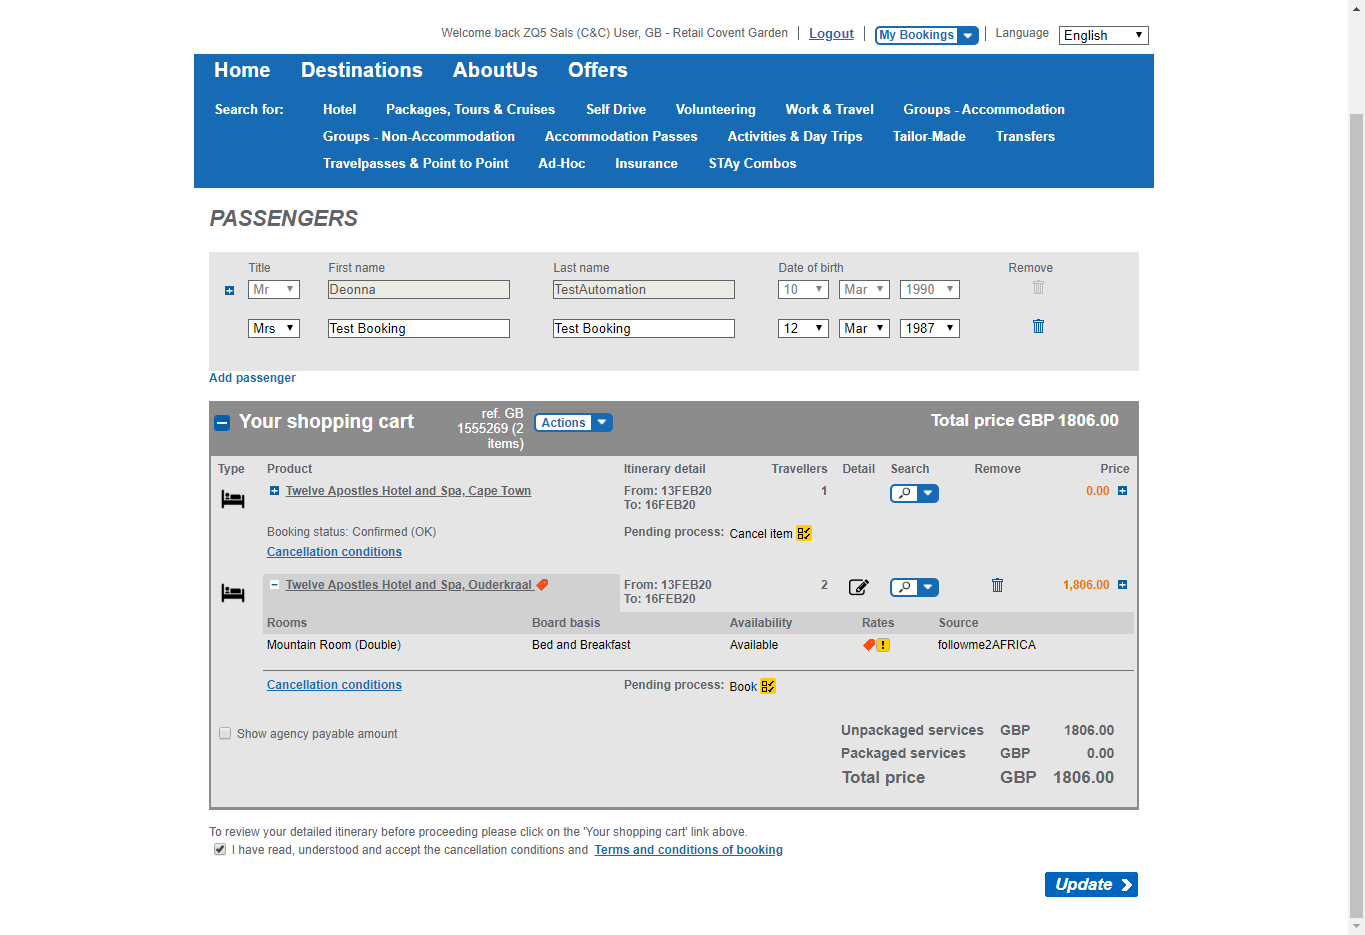 Welcome back ZQ5 Sals (C&C) User, GB - Retail Covent Garden Logout My Bookings Language English
Home Destinations AboutUs Offers
Search for: Hotel Packages, Tours & Cruises Self Drive Volunteering Work & Travel Groups - Accommodation
Groups - Non-Accommodation Accommodation Passes Activities & Day Trips Tailor-Made Transfers
Travelpasses & Point to Point Ad-Hoc Insurance STAy Combos
PASSENGERS
Title First name Last name Date of birth Remove
Mr Deonna TestAutomation 10 Mar 1990
Mrs Test Booking Test Booking 12 Mar 1987
Add passenger
Your shopping cart ref. GB 1555269 (2 items) Actions Total price GBP 1806.00
Type Product Itinerary detail Travellers Detail Search Remove Price
Twelve Apostles Hotel and Spa, Cape Town From: 13FEB20 1 0.00
To: 16FEB20
Booking status: Confirmed (OK) Pending process: Cancel item
Cancellation conditions
Twelve Apostles Hotel and Spa, Ouderkraal From: 13FEB20 2 1,806.00
To: 16FEB20
Rooms Board basis Availability Rates Source
Mountain Room (Double) Bed and Breakfast Available ! followme2AFRICA
Cancellation conditions Pending process: Book
Show agency payable amount
Unpackaged services GBP 1806.00
Packaged services GBP 0.00
Total price GBP 1806.00
To review your detailed itinerary before proceeding please click on the 'Your shopping cart' link above.
I have read, understood and accept the cancellation conditions and Terms and conditions of booking
Update